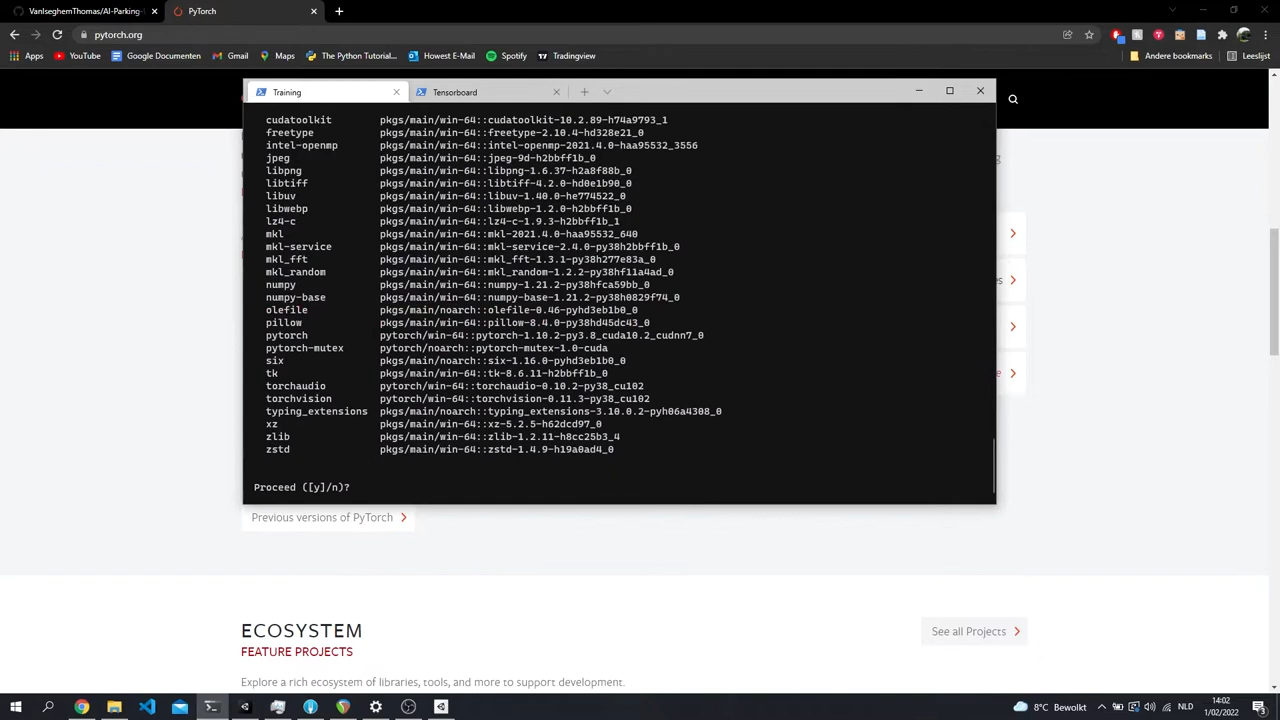 VanIseghemThomas/AI-Parking-
PyTorch
pytorch.org
Apps
YouTube
Google Documenten
Gmail
Maps
The Python Tutorial...
Howest E-Mail
Spotify
Tradingview
Andere bookmarks
Leeslijst
Training
Tensorboard
cudatoolkit pkgs/main/win-64::cudatoolkit-10.2.89-h74a9793_1
freetype pkgs/main/win-64::freetype-2.10.4-hd328e21_0
intel-openmp pkgs/main/win-64::intel-openmp-2021.4.0-haa95532_3556
jpeg pkgs/main/win-64::jpeg-9d-h2bbff1b_0
libpng pkgs/main/win-64::libpng-1.6.37-h2a8f88b_0
libtiff pkgs/main/win-64::libtiff-4.2.0-hd0e1b90_0
libuv pkgs/main/win-64::libuv-1.40.0-he774522_0
libwebp pkgs/main/win-64::libwebp-1.2.0-h2bbff1b_0
lz4-c pkgs/main/win-64::lz4-c-1.9.3-h2bbff1b_1
mkl pkgs/main/win-64::mkl-2021.4.0-haa95532_640
mkl-service pkgs/main/win-64::mkl-service-2.4.0-py38h2bbff1b_0
mkl_fft pkgs/main/win-64::mkl_fft-1.3.1-py38h277e83a_0
mkl_random pkgs/main/win-64::mkl_random-1.2.2-py38hf11a4ad_0
numpy pkgs/main/win-64::numpy-1.21.2-py38hfca59bb_0
numpy-base pkgs/main/win-64::numpy-base-1.21.2-py38h0829f74_0
olefile pkgs/main/noarch::olefile-0.46-pyhd3eb1b0_0
pillow pkgs/main/win-64::pillow-8.4.0-py38hd45dc43_0
pytorch pytorch/win-64::pytorch-1.10.2-py3.8_cuda10.2_cudnn7_0
pytorch-mutex pytorch/noarch::pytorch-mutex-1.0-cuda
six pkgs/main/noarch::six-1.16.0-pyhd3eb1b0_0
tk pkgs/main/win-64::tk-8.6.11-h2bbff1b_0
torchaudio pytorch/win-64::torchaudio-0.10.2-py38_cu102
torchvision pytorch/win-64::torchvision-0.11.3-py38_cu102
typing_extensions pkgs/main/noarch::typing_extensions-3.10.0.2-pyh06a4308_0
xz pkgs/main/win-64::xz-5.2.5-h62dcd97_0
zlib pkgs/main/win-64::zlib-1.2.11-h8cc25b3_4
zstd pkgs/main/win-64::zstd-1.4.9-h19a0ad4_0
Proceed ([y]/n)?
Previous versions of PyTorch
ECOSYSTEM
See all Projects
FEATURE PROJECTS
Explore a rich ecosystem of libraries, tools, and more to support development.
8°C Bewolkt
NLD
14:02
1/02/2022
3